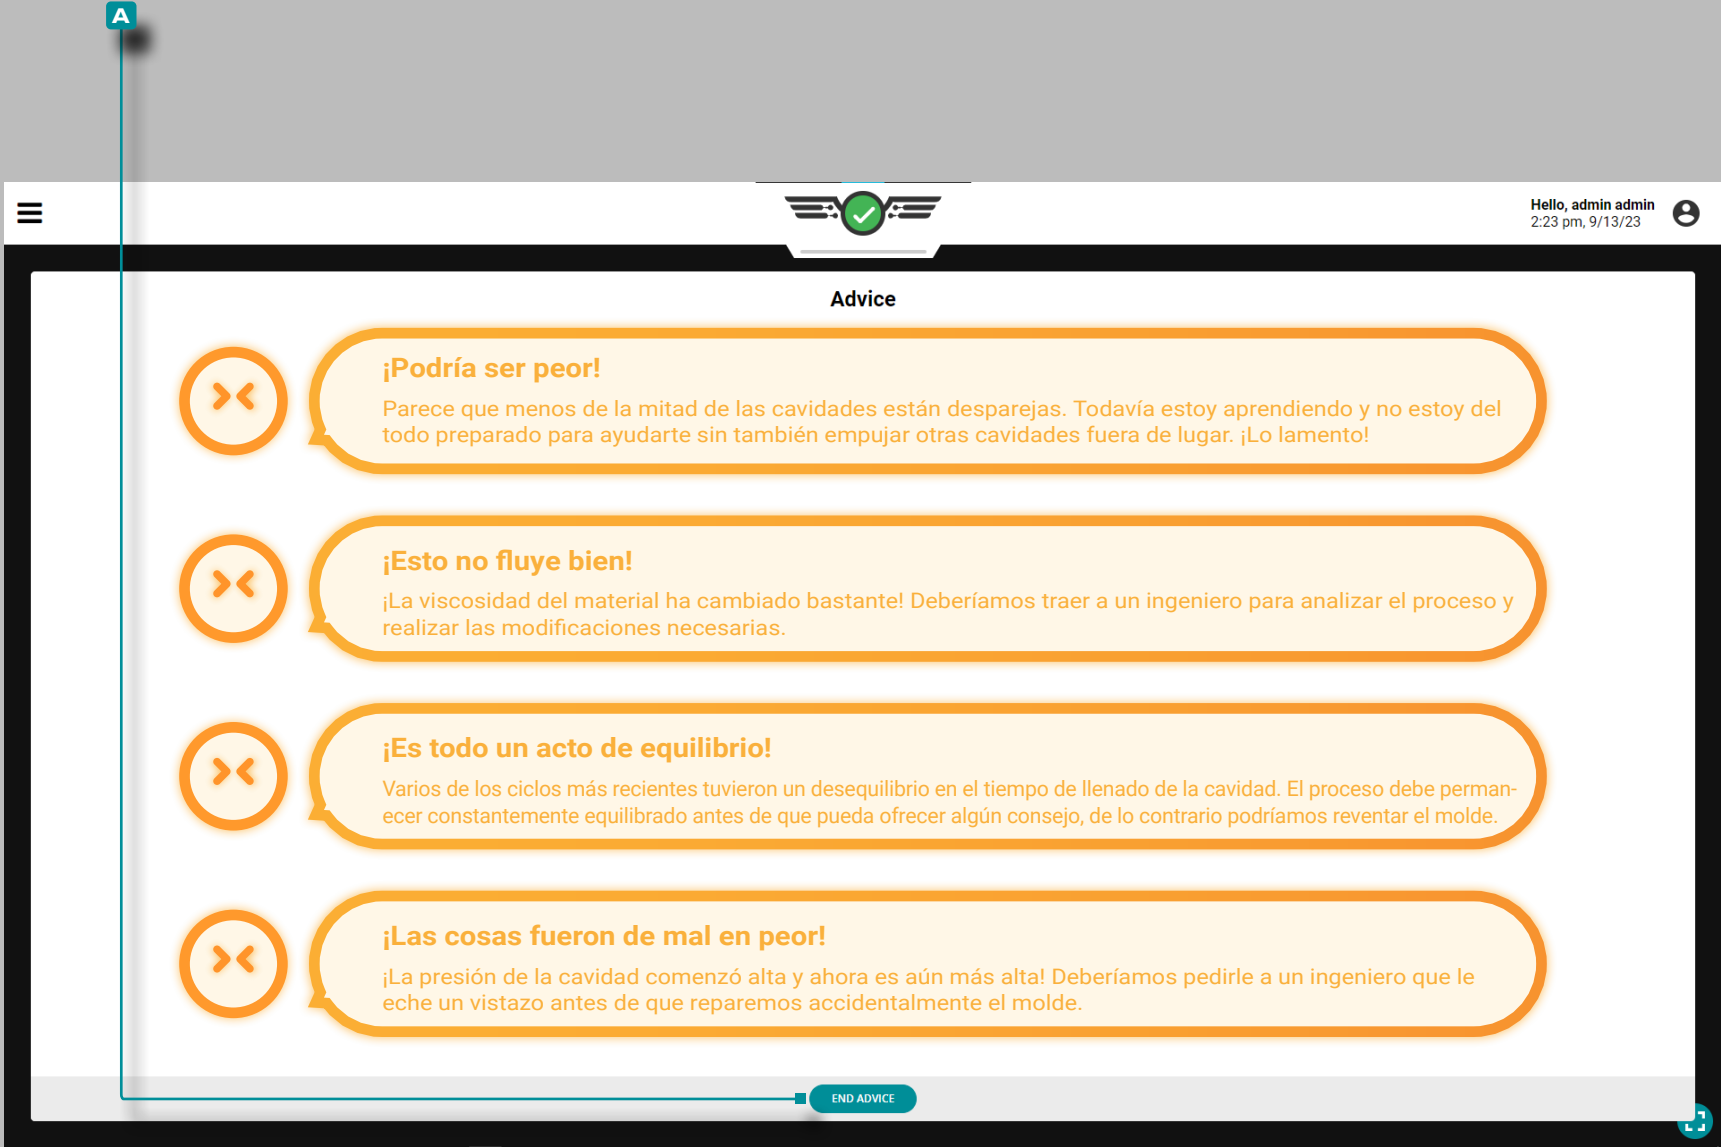 A
Hello, admin admin
2:23 pm, 9/13/23
Advice
¡Podría ser peor!
Parece que menos de la mitad de las cavidades están desparejas. Todavía estoy aprendiendo y no estoy del
todo preparado para ayudarte sin también empujar otras cavidades fuera de lugar. ¡Lo lamento!
¡Esto no fluye bien!
¡La viscosidad del material ha cambiado bastante! Deberíamos traer a un ingeniero para analizar el proceso y
realizar las modificaciones necesarias.
¡Es todo un acto de equilibrio!
Varios de los ciclos más recientes tuvieron un desequilibrio en el tiempo de llenado de la cavidad. El proceso debe perman-
ecer constantemente equilibrado antes de que pueda ofrecer algún consejo, de lo contrario podríamos reventar el molde.
¡Las cosas fueron de mal en peor!
¡La presión de la cavidad comenzó alta y ahora es aún más alta! Deberíamos pedirle a un ingeniero que le
eche un vistazo antes de que reparemos accidentalmente el molde.
END ADVICE